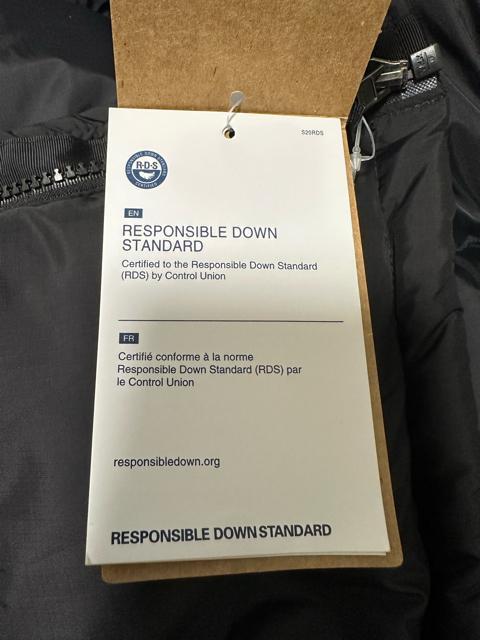 S20RDS
RESPONSIBLE DOWN STANDARD
R·D·S
CERTIFIED
EN
RESPONSIBLE DOWN
STANDARD
Certified to the Responsible Down Standard
(RDS) by Control Union
FR
Certifié conforme à la norme
Responsible Down Standard (RDS) par
le Control Union
responsibledown.org
RESPONSIBLE DOWN STANDARD